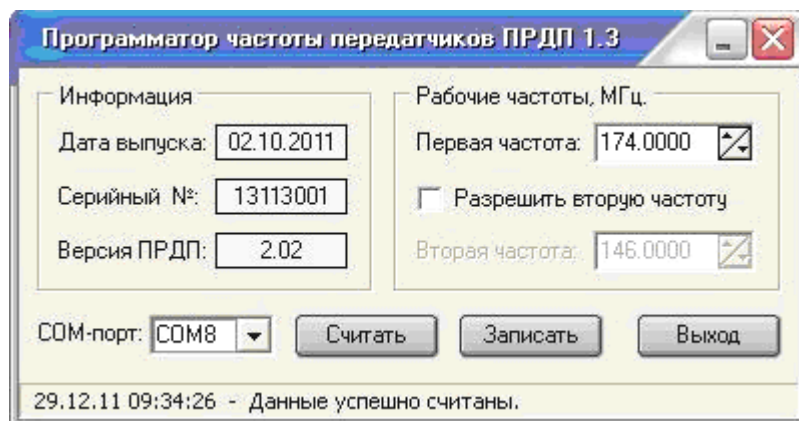 Программатор частоты передатчиков ПРДП 1.3
Информация
Дата выпуска: 02.10.2011
Серийный №: 13113001
Версия ПРДП: 2.02
Рабочие частоты, МГц.
Первая частота: 174.0000
Разрешить вторую частоту
Вторая частота: 146.0000
COM-порт: COM8 Считать Записать Выход
29.12.11 09:34:26 - Данные успешно считаны.